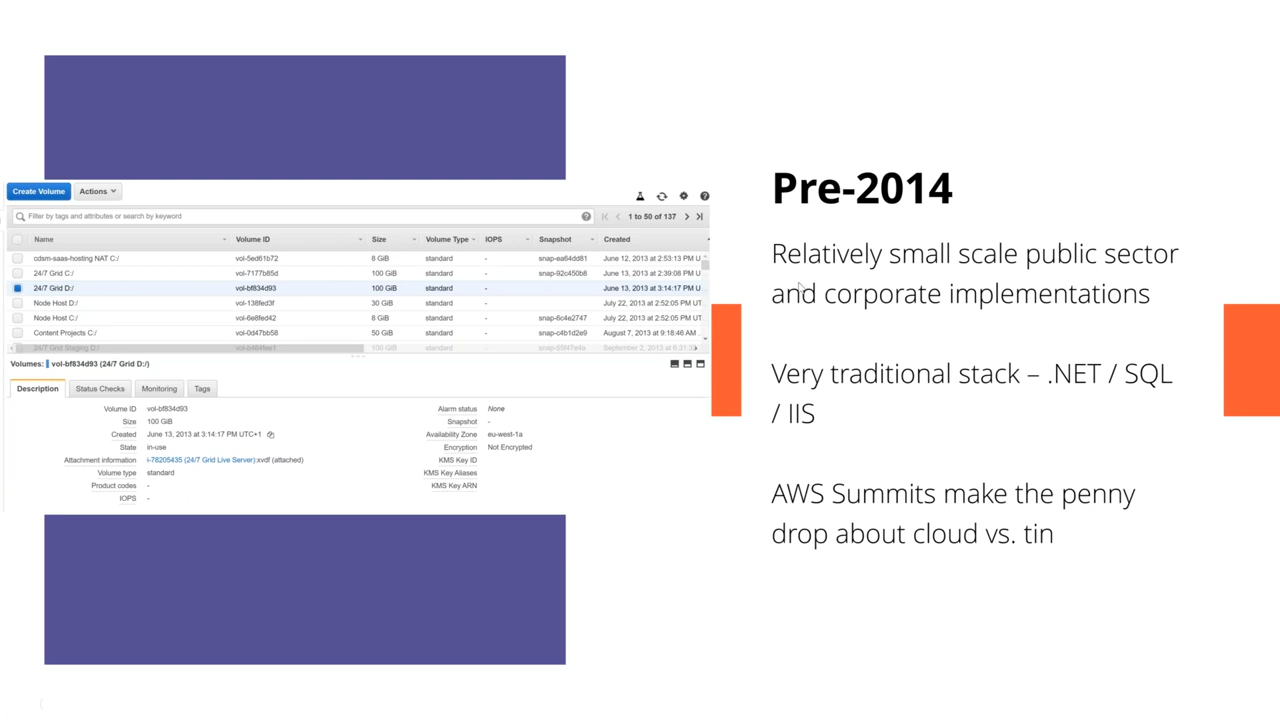 Create Volume Actions
Filter by tags and attributes or search by keyword
1 to 50 of 137
Name Volume ID Size Volume Type IOPS Snapshot Created
cdsm-saas-hosting NAT C:/ vol-5ed61b72 8 GiB standard - snap-ea64dd81 June 12, 2013 at 2:53:13 PM U
24/7 Grid C:/ vol-7177b85d 100 GiB standard - snap-92c450b8 June 13, 2013 at 2:39:08 PM U
24/7 Grid D:/ vol-bf834d93 100 GiB standard - June 13, 2013 at 3:14:17 PM U
Node Host D:/ vol-138fed3f 30 GiB standard - July 22, 2013 at 2:52:05 PM UT
Node Host C:/ vol-6e8fed42 8 GiB standard - snap-6c4e2747 July 22, 2013 at 2:52:05 PM UT
Content Projects C:/ vol-0d47bb58 50 GiB standard - snap-c4b1d2e9 August 7, 2013 at 9:18:46 AM ...
24/7 Grid Staging D:/ 100 GiB standard -
Volumes: vol-bf834d93 (24/7 Grid D:/)
Description Status Checks Monitoring Tags
Volume ID vol-bf834d93
Size 100 GiB
Created June 13, 2013 at 3:14:17 PM UTC+1
State in-use
Attachment information i-78205435 (24/7 Grid Live Server):xvdf (attached)
Volume type standard
Product codes -
IOPS -
Alarm status None
Snapshot -
Availability Zone eu-west-1a
Encryption Not Encrypted
KMS Key ID
KMS Key Aliases
KMS Key ARN
Pre-2014
Relatively small scale public sector
and corporate implementations
Very traditional stack – .NET / SQL
/ IIS
AWS Summits make the penny
drop about cloud vs. tin